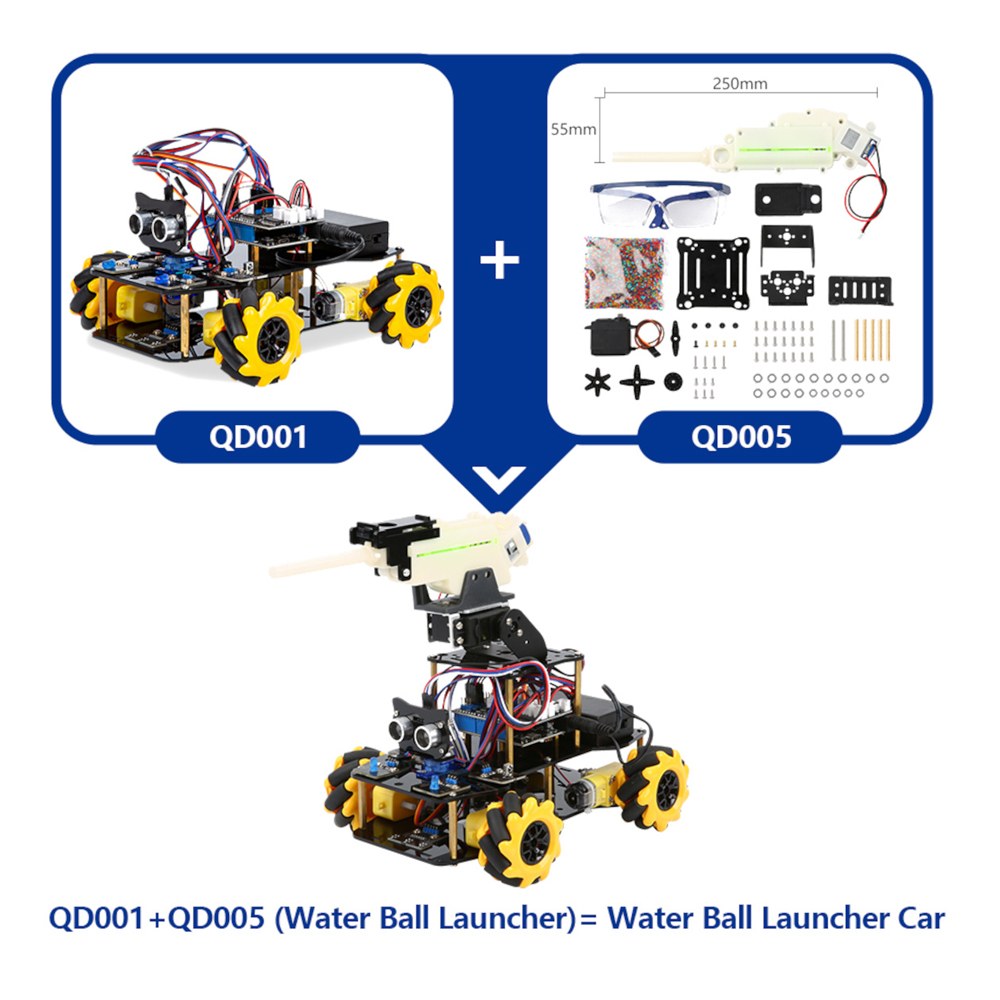 250mm
55mm
+
QD001
QD005
QD001+QD005 (Water Ball Launcher)= Water Ball Launcher Car